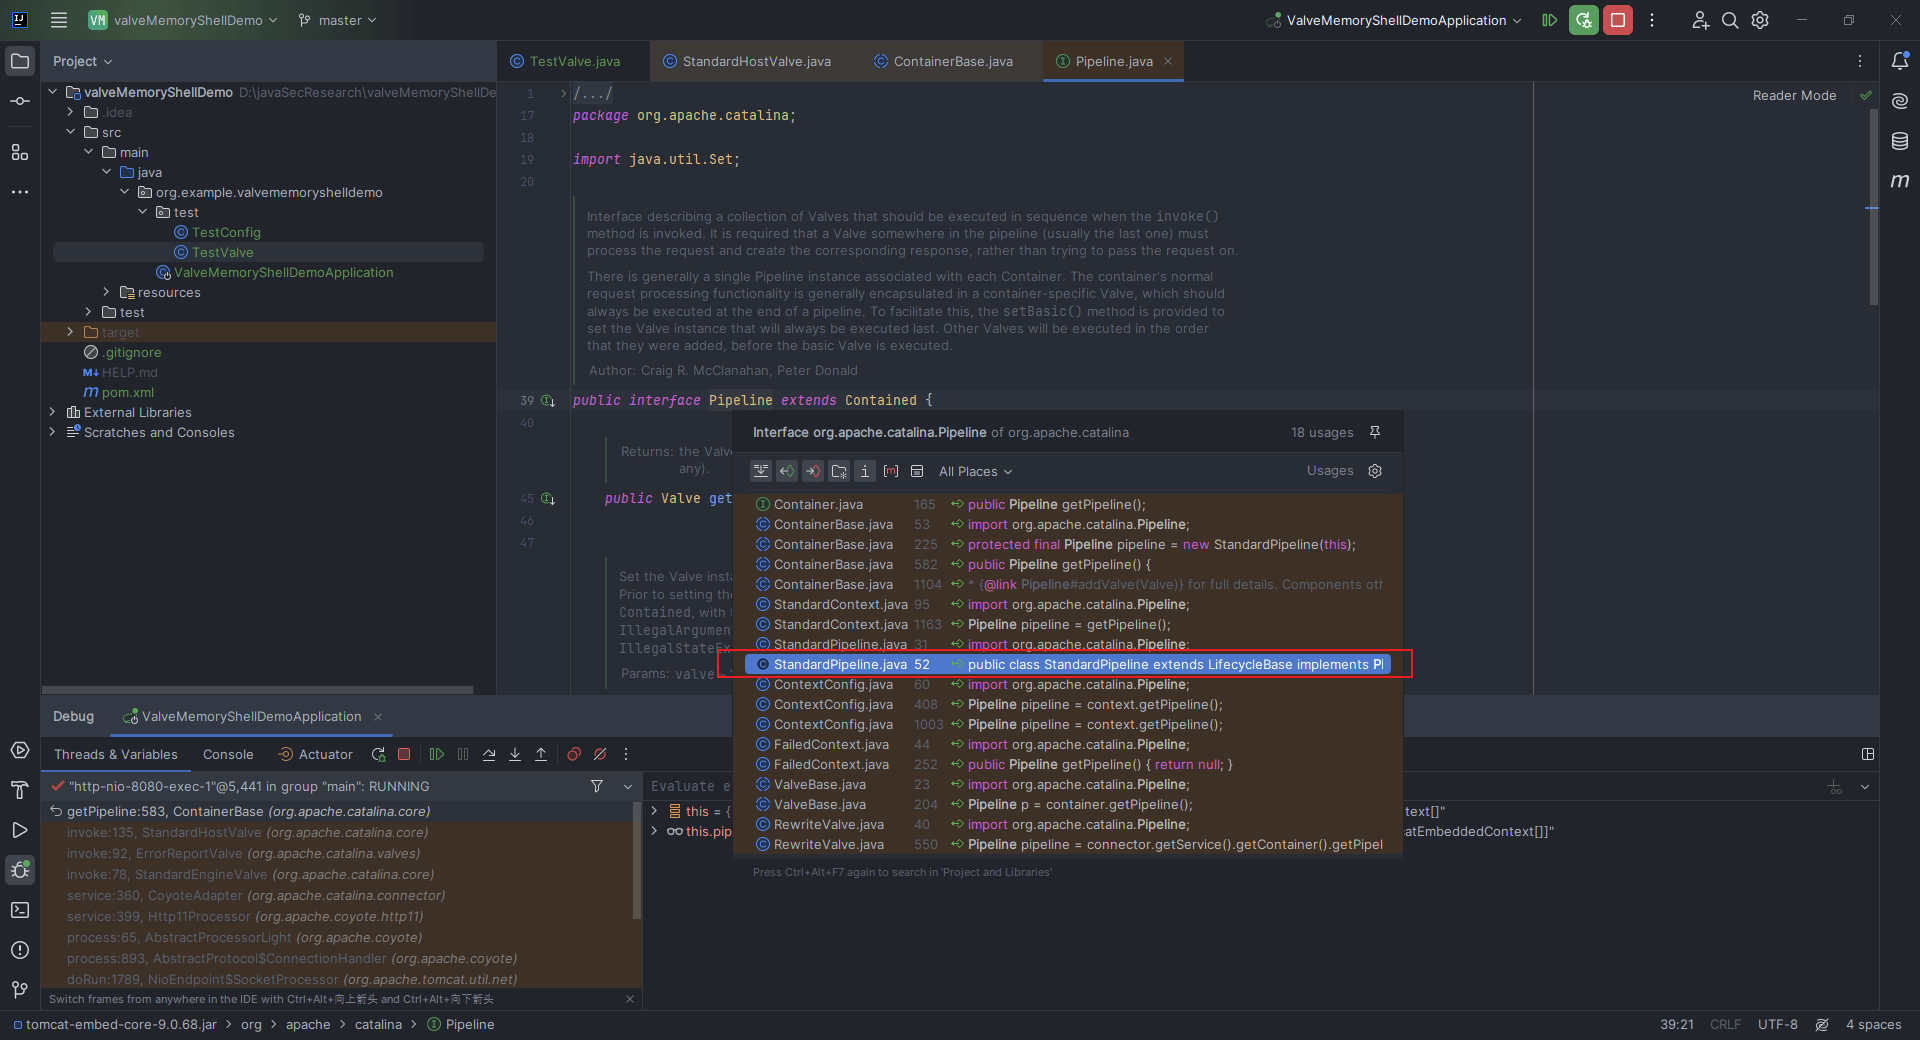 VM valveMemoryShellDemo master ValveMemoryShellDemoApplication
Project
TestValve.java StandardHostValve.java ContainerBase.java Pipeline.java
valveMemoryShellDemo D:\javaSecResearch\valveMemoryShellDe
.idea
src
main
java
org.example.valvememoryshelldemo
test
TestConfig
TestValve
ValveMemoryShellDemoApplication
resources
test
target
.gitignore
HELP.md
pom.xml
External Libraries
Scratches and Consoles
Reader Mode
1 /.../
17 package org.apache.catalina;
18
19 import java.util.Set;
20
Interface describing a collection of Valves that should be executed in sequence when the invoke()
method is invoked. It is required that a Valve somewhere in the pipeline (usually the last one) must
process the request and create the corresponding response, rather than trying to pass the request on.
There is generally a single Pipeline instance associated with each Container. The container's normal
request processing functionality is generally encapsulated in a container-specific Valve, which should
always be executed at the end of a pipeline. To facilitate this, the setBasic() method is provided to
set the Valve instance that will always be executed last. Other Valves will be executed in the order
that they were added, before the basic Valve is executed.
Author: Craig R. McClanahan, Peter Donald
39 public interface Pipeline extends Contained {
40
Returns: the Valv
any).
45 public Valve get
46
47
Set the Valve inst
Prior to setting the
Contained, with
IllegalArgumen
IllegalStateEx
Params: valve –
Interface org.apache.catalina.Pipeline of org.apache.catalina 18 usages
All Places Usages
Container.java 165 public Pipeline getPipeline();
ContainerBase.java 53 import org.apache.catalina.Pipeline;
ContainerBase.java 225 protected final Pipeline pipeline = new StandardPipeline(this);
ContainerBase.java 582 public Pipeline getPipeline() {
ContainerBase.java 1104 * {@link Pipeline#addValve(Valve)} for full details. Components oth
StandardContext.java 95 import org.apache.catalina.Pipeline;
StandardContext.java 1163 Pipeline pipeline = getPipeline();
StandardPipeline.java 31 import org.apache.catalina.Pipeline;
StandardPipeline.java 52 public class StandardPipeline extends LifecycleBase implements Pi
ContextConfig.java 60 import org.apache.catalina.Pipeline;
ContextConfig.java 408 Pipeline pipeline = context.getPipeline();
ContextConfig.java 1003 Pipeline pipeline = context.getPipeline();
FailedContext.java 44 import org.apache.catalina.Pipeline;
FailedContext.java 252 public Pipeline getPipeline() { return null; }
ValveBase.java 23 import org.apache.catalina.Pipeline;
ValveBase.java 204 Pipeline p = container.getPipeline();
RewriteValve.java 40 import org.apache.catalina.Pipeline;
RewriteValve.java 550 Pipeline pipeline = connector.getService().getContainer().getPipel
Press Ctrl+Alt+F7 again to search in 'Project and Libraries'
Debug ValveMemoryShellDemoApplication
Threads & Variables Console Actuator
"http-nio-8080-exec-1"@5,441 in group "main": RUNNING
getPipeline:583, ContainerBase (org.apache.catalina.core)
invoke:135, StandardHostValve (org.apache.catalina.core)
invoke:92, ErrorReportValve (org.apache.catalina.valves)
invoke:78, StandardEngineValve (org.apache.catalina.core)
service:360, CoyoteAdapter (org.apache.catalina.connector)
service:399, Http11Processor (org.apache.coyote.http11)
process:65, AbstractProcessorLight (org.apache.coyote)
process:893, AbstractProtocol$ConnectionHandler (org.apache.coyote)
doRun:1789, NioEndpoint$SocketProcessor (org.apache.tomcat.util.net)
Switch frames from anywhere in the IDE with Ctrl+Alt+向上箭头 and Ctrl+Alt+向下箭头
Evaluate e
this = { text[]"
this.pip catEmbeddedContext[]]"
tomcat-embed-core-9.0.68.jar org apache catalina Pipeline
39:21 CRLF UTF-8 4 spaces